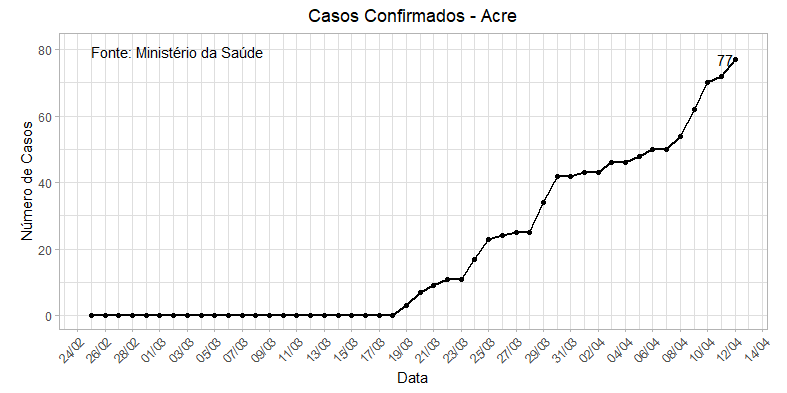 Casos Confirmados - Acre
Fonte: Ministério da Saúde
77
Número de Casos
80
60
40
20
0
24/02 26/02 28/02 01/03 03/03 05/03 07/03 09/03 11/03 13/03 15/03 17/03 19/03 21/03 23/03 25/03 27/03 29/03 31/03 02/04 04/04 06/04 08/04 10/04 12/04 14/04
Data